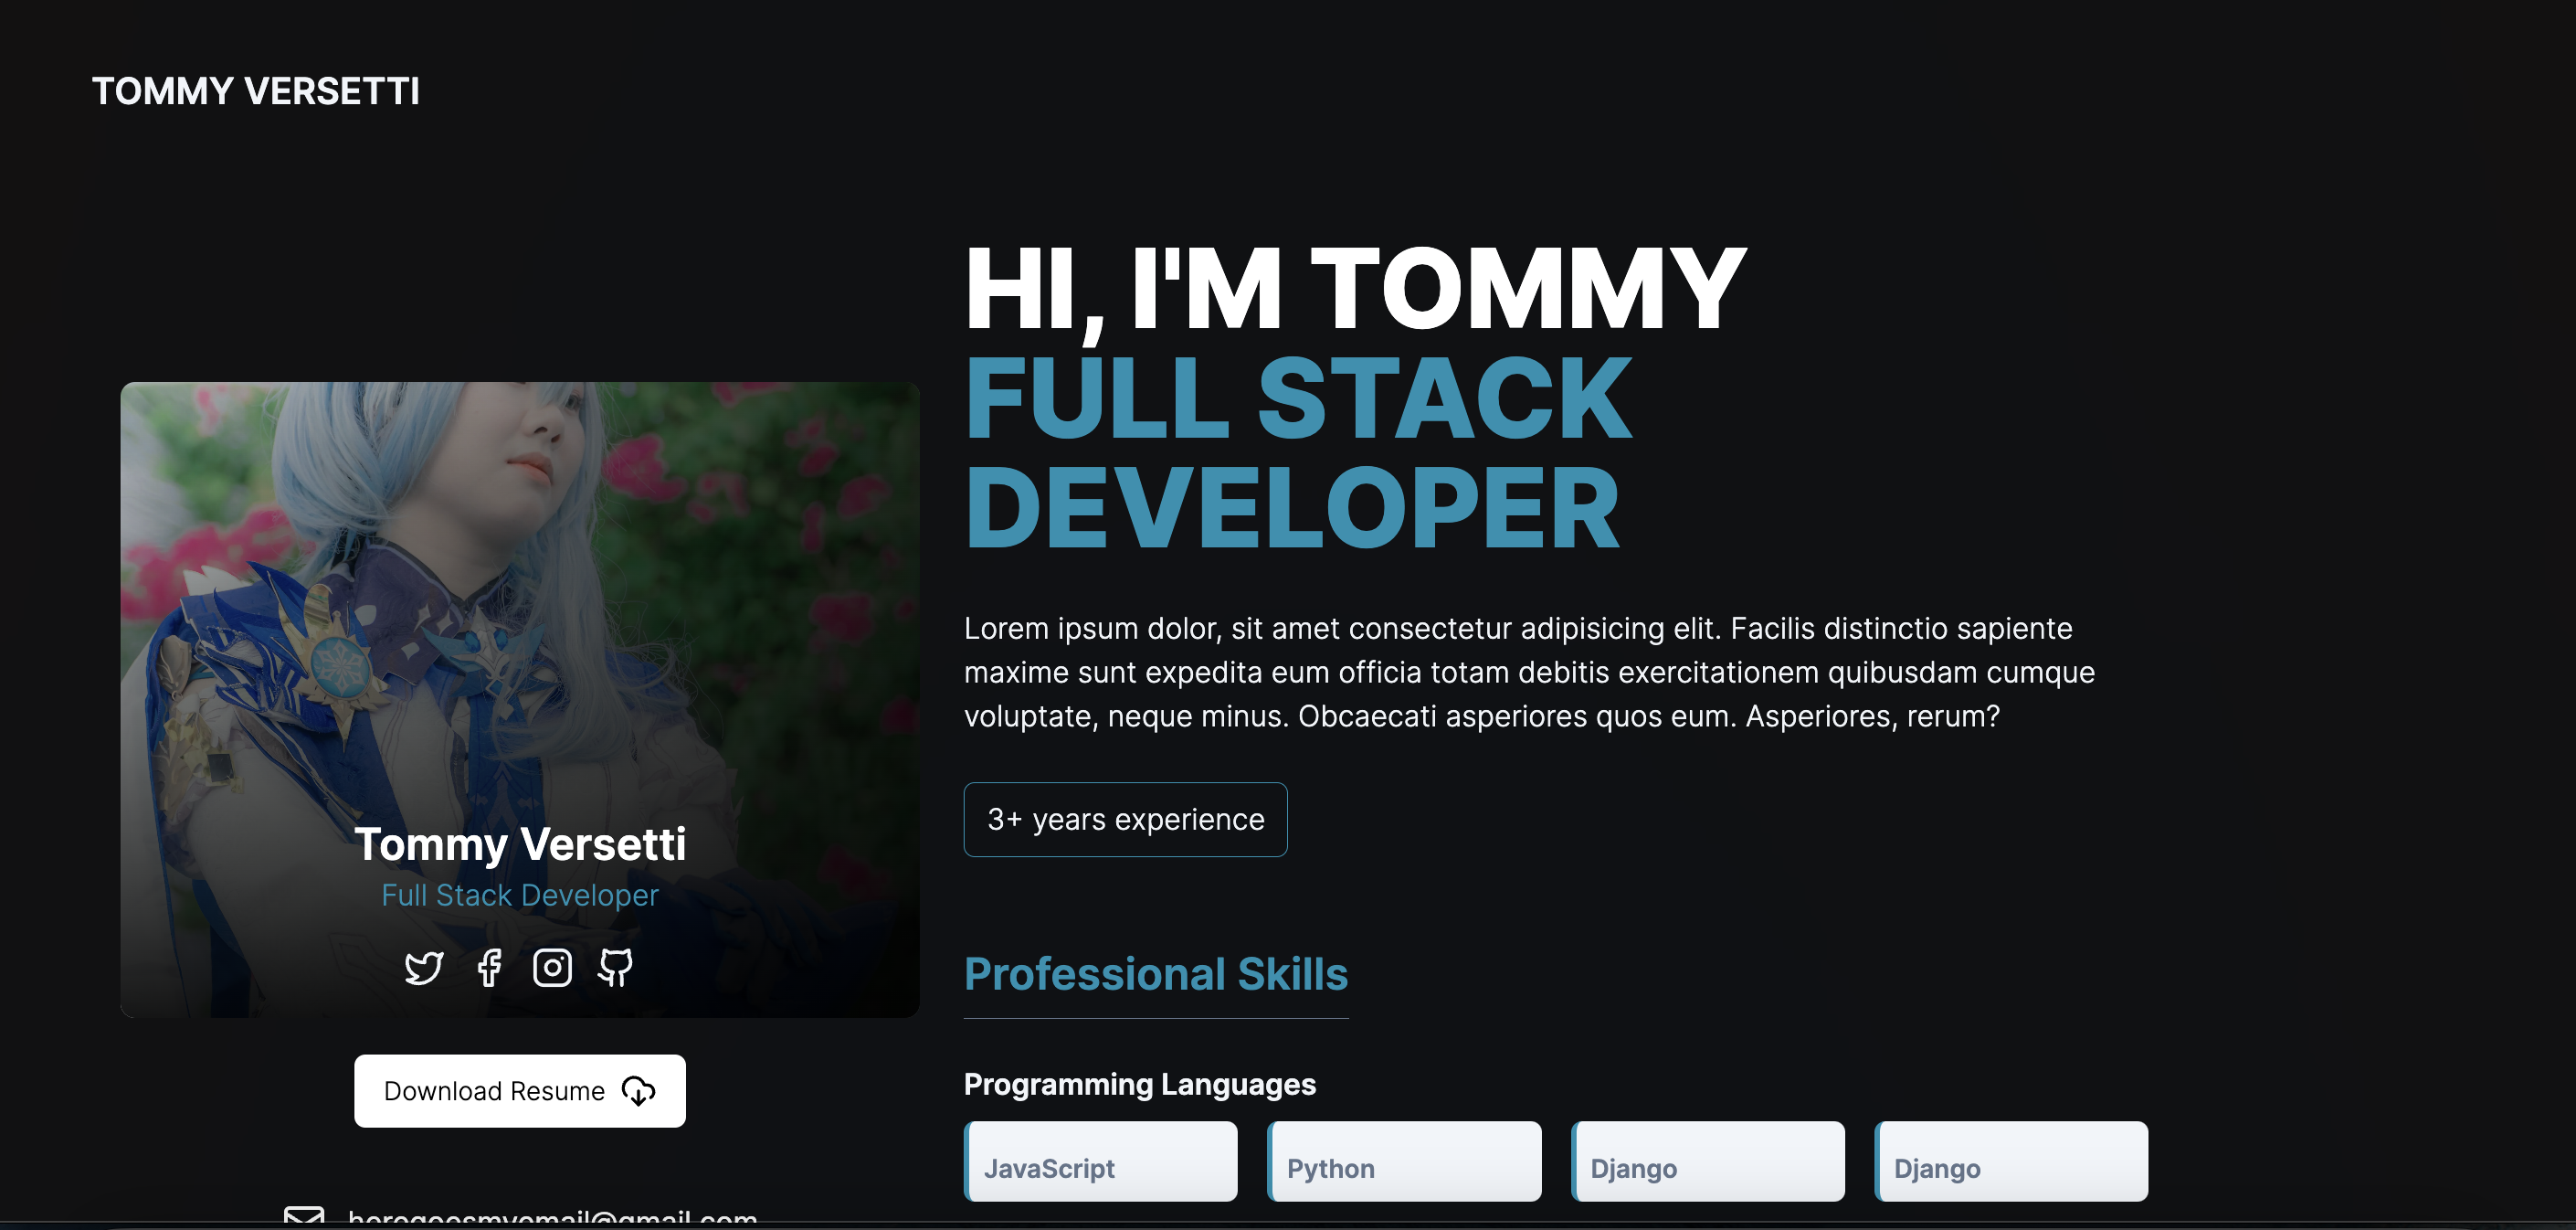 TOMMY VERSETTI
HI, I'M TOMMY
FULL STACK
DEVELOPER
Lorem ipsum dolor, sit amet consectetur adipisicing elit. Facilis distinctio sapiente
maxime sunt expedita eum officia totam debitis exercitationem quibusdam cumque
voluptate, neque minus. Obcaecati asperiores quos eum. Asperiores, rerum?
3+ years experience
Tommy Versetti
Full Stack Developer
Download Resume
Professional Skills
Programming Languages
JavaScript
Python
Django
Django